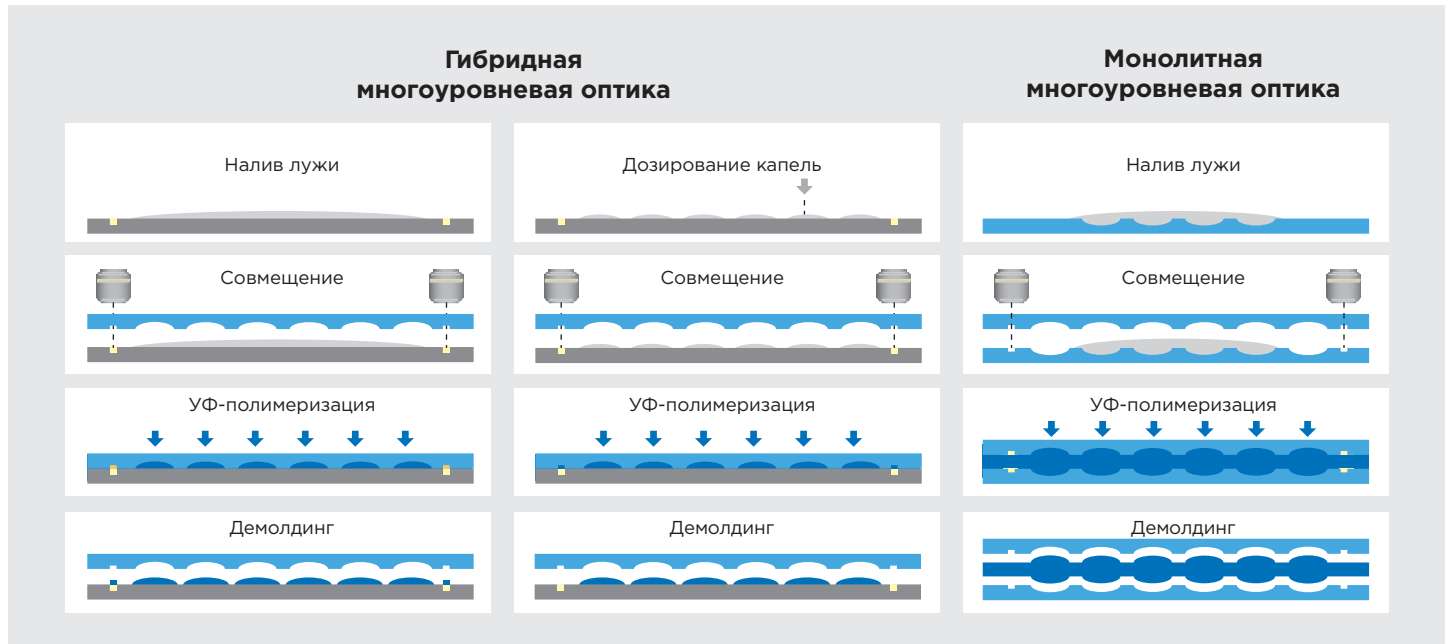 Гибридная
многоуровневая оптика
Монолитная
многоуровневая оптика
Налив лужи
Дозирование капель
Налив лужи
Совмещение
Совмещение
Совмещение
УФ-полимеризация
УФ-полимеризация
УФ-полимеризация
Демолдинг
Демолдинг
Демолдинг